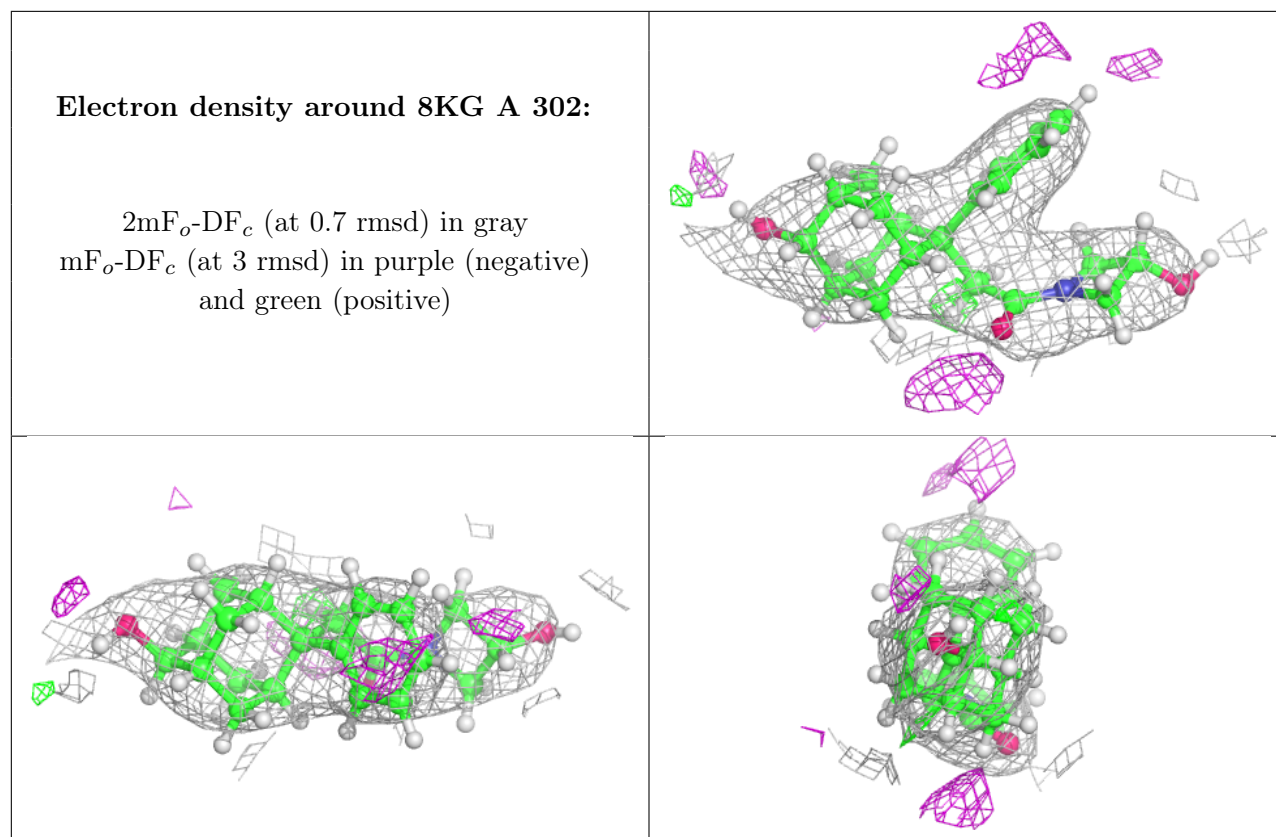 Electron density around 8KG A 302:
2mFo-DFc (at 0.7 rmsd) in gray
mFo-DFc (at 3 rmsd) in purple (negative)
and green (positive)